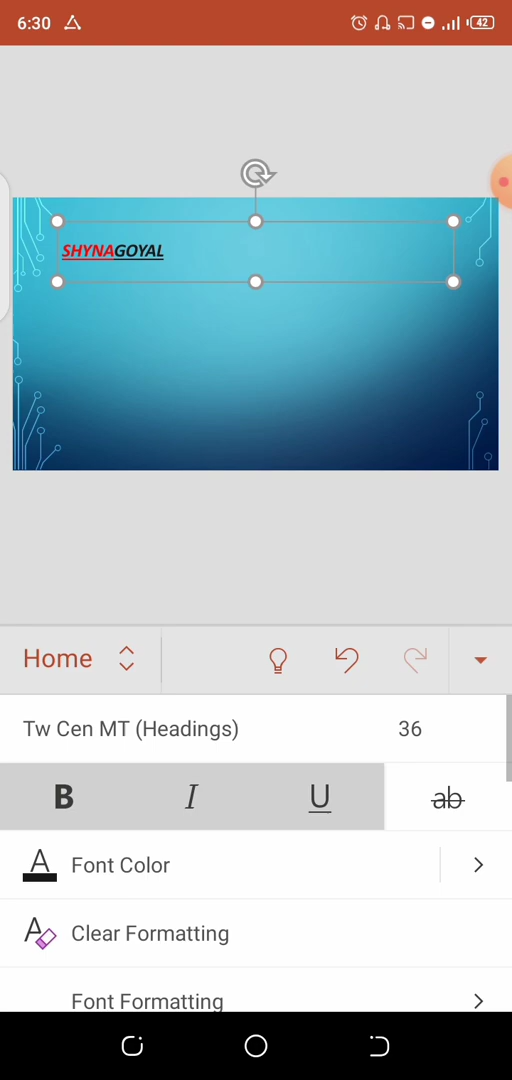 6:30
42
SHYNAGOYAL
Home
Tw Cen MT (Headings)
36
B
I
U
ab
A Font Color
A Clear Formatting
Font Formatting